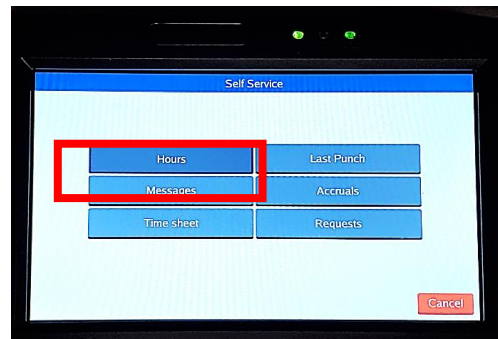 Self Service
Hours Last Punch
Messages Accruals
Time sheet Requests
Cancel